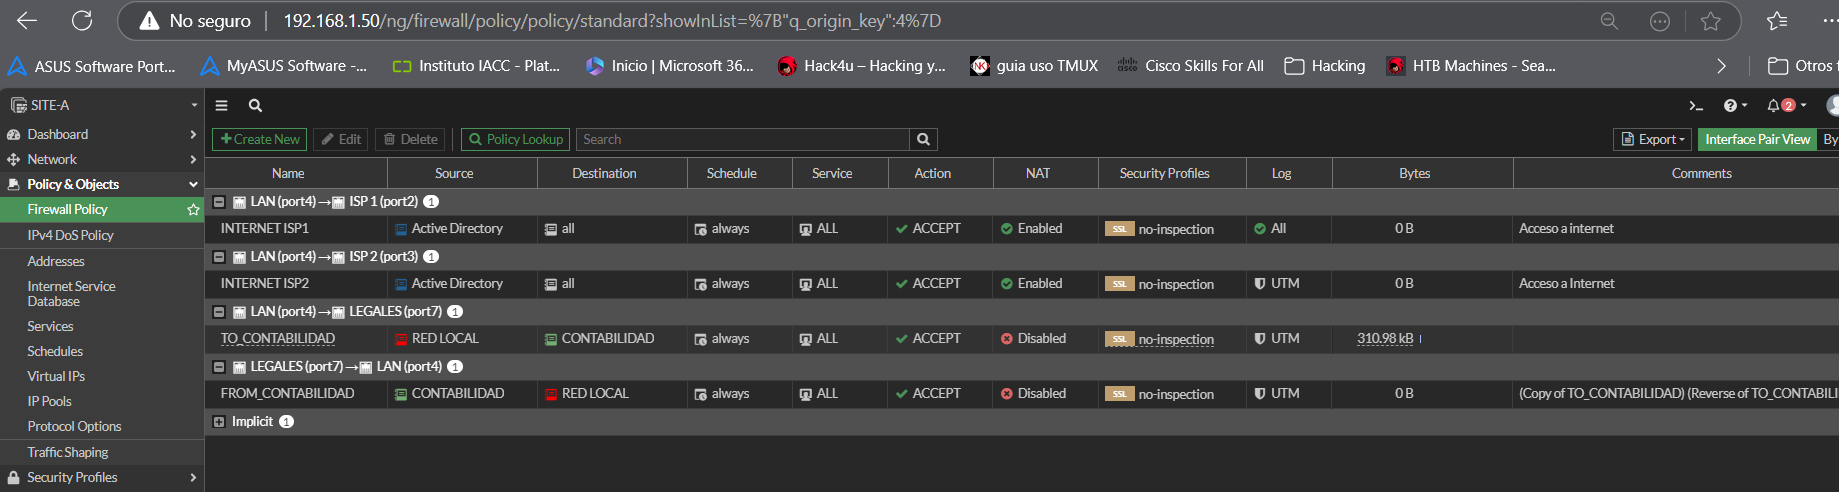 No seguro 192.168.1.50/ng/firewall/policy/policy/standard?showInList=%7B"q_origin_key":4%7D
ASUS Software Port... MyASUS Software -... Instituto IACC - Plat... Inicio | Microsoft 36... Hack4u – Hacking y... guia uso TMUX Cisco Skills For All Hacking HTB Machines - Sea... Otros f
SITE-A
2
Dashboard
Network
Policy & Objects
Firewall Policy
IPv4 DoS Policy
Addresses
Internet Service
Database
Services
Schedules
Virtual IPs
IP Pools
Protocol Options
Traffic Shaping
Security Profiles
+Create New Edit Delete Policy Lookup Search Export Interface Pair View By
Name Source Destination Schedule Service Action NAT Security Profiles Log Bytes Comments
LAN (port4) → ISP 1 (port2) 1
INTERNET ISP1 Active Directory all always ALL ACCEPT Enabled SSL no-inspection All 0 B Acceso a internet
LAN (port4) → ISP 2 (port3) 1
INTERNET ISP2 Active Directory all always ALL ACCEPT Enabled SSL no-inspection UTM 0 B Acceso a Internet
LAN (port4) → LEGALES (port7) 1
TO_CONTABILIDAD RED LOCAL CONTABILIDAD always ALL ACCEPT Disabled SSL no-inspection UTM 310.98 kB
LEGALES (port7) → LAN (port4) 1
FROM_CONTABILIDAD CONTABILIDAD RED LOCAL always ALL ACCEPT Disabled SSL no-inspection UTM 0 B (Copy of TO_CONTABILIDAD) (Reverse of TO_CONTABILI
Implicit 1